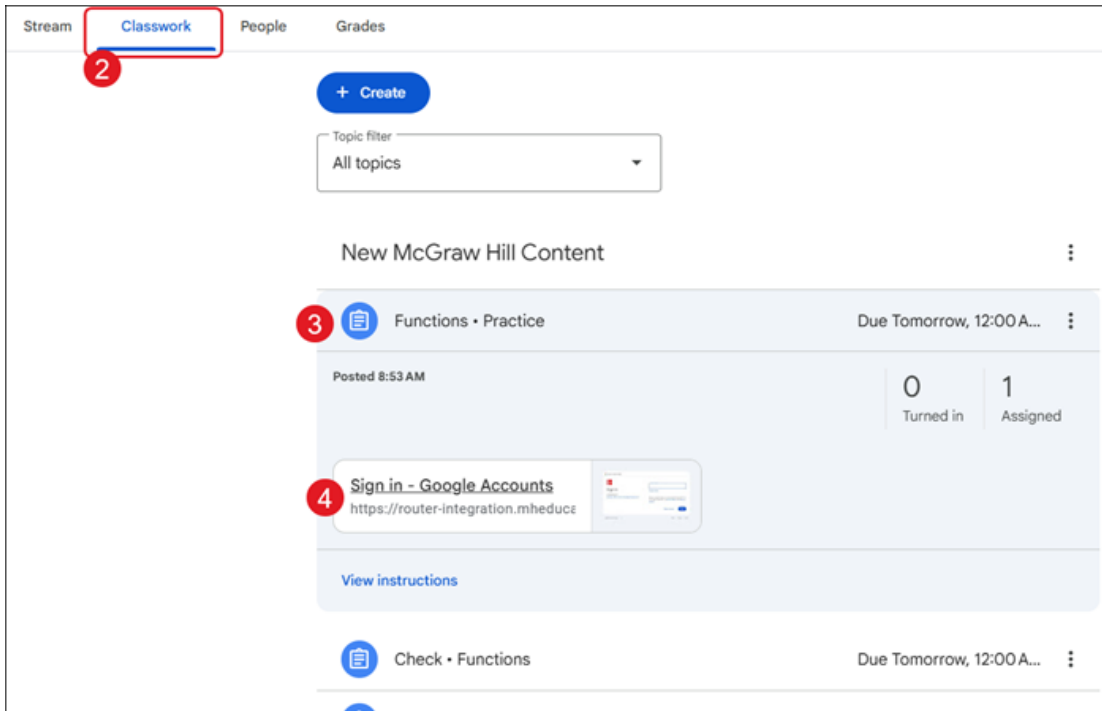 Stream Classwork People Grades
2
+ Create
Topic filter
All topics
New McGraw Hill Content
3 Functions • Practice Due Tomorrow, 12:00 A...
Posted 8:53 AM
0 1
Turned in Assigned
Sign in - Google Accounts
4
https://router-integration.mheduca
View instructions
Check • Functions Due Tomorrow, 12:00 A...